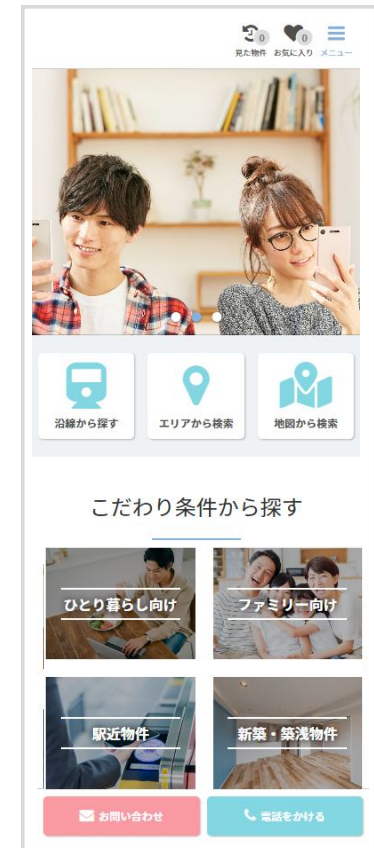 0 0
見た物件 お気に入り メニュー
沿線から探す エリアから検索 地図から検索
こだわり条件から探す
ひとり暮らし向け ファミリー向け
駅近物件 新築・築浅物件
お問い合わせ 電話をかける